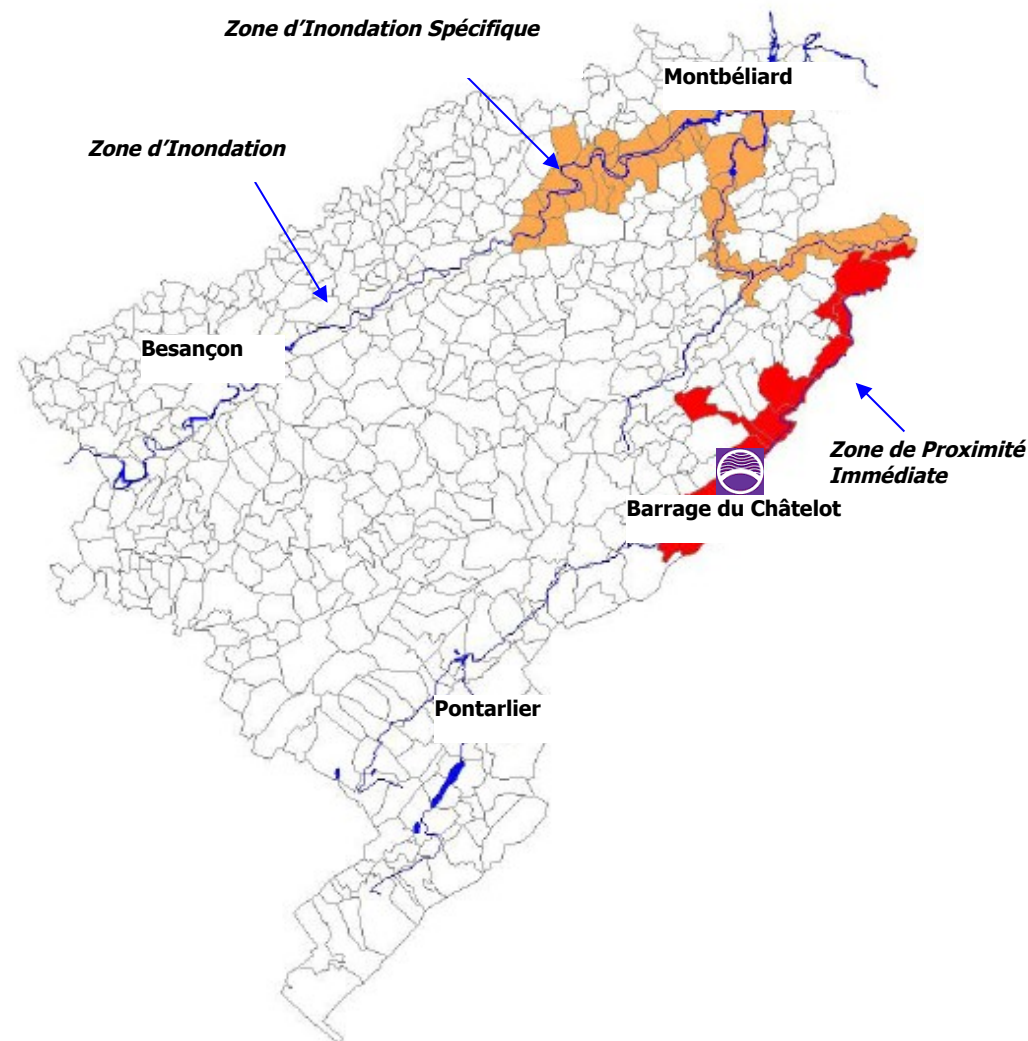 Zone d'Inondation Spécifique
Montbéliard
Zone d'Inondation
Besançon
Zone de Proximité
Immédiate
Barrage du Châtelot
Pontarlier